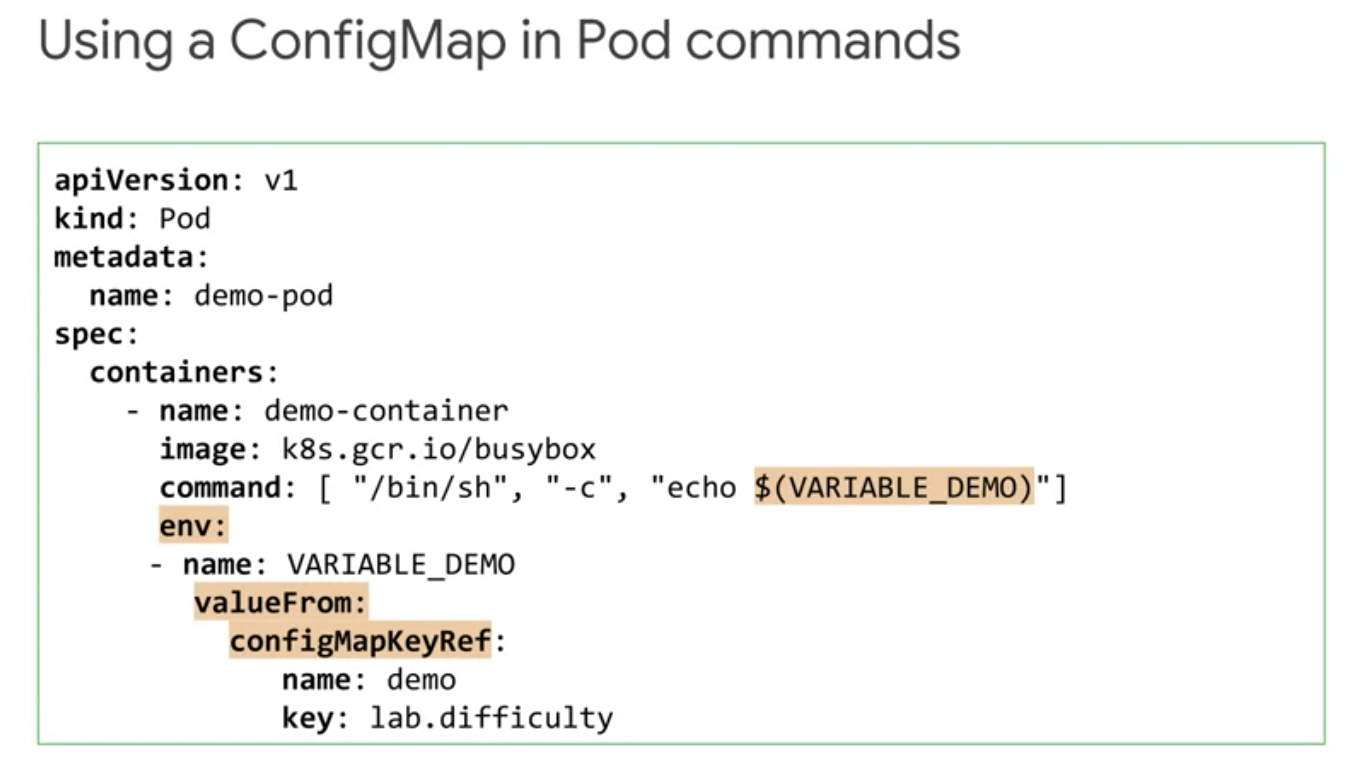 Using a ConfigMap in Pod commands
apiVersion: v1
kind: Pod
metadata:
  name: demo-pod
spec:
  containers:
    - name: demo-container
      image: k8s.gcr.io/busybox
      command: [ "/bin/sh", "-c", "echo $(VARIABLE_DEMO)"]
      env:
     - name: VARIABLE_DEMO
        valueFrom:
          configMapKeyRef:
             name: demo
             key: lab.difficulty